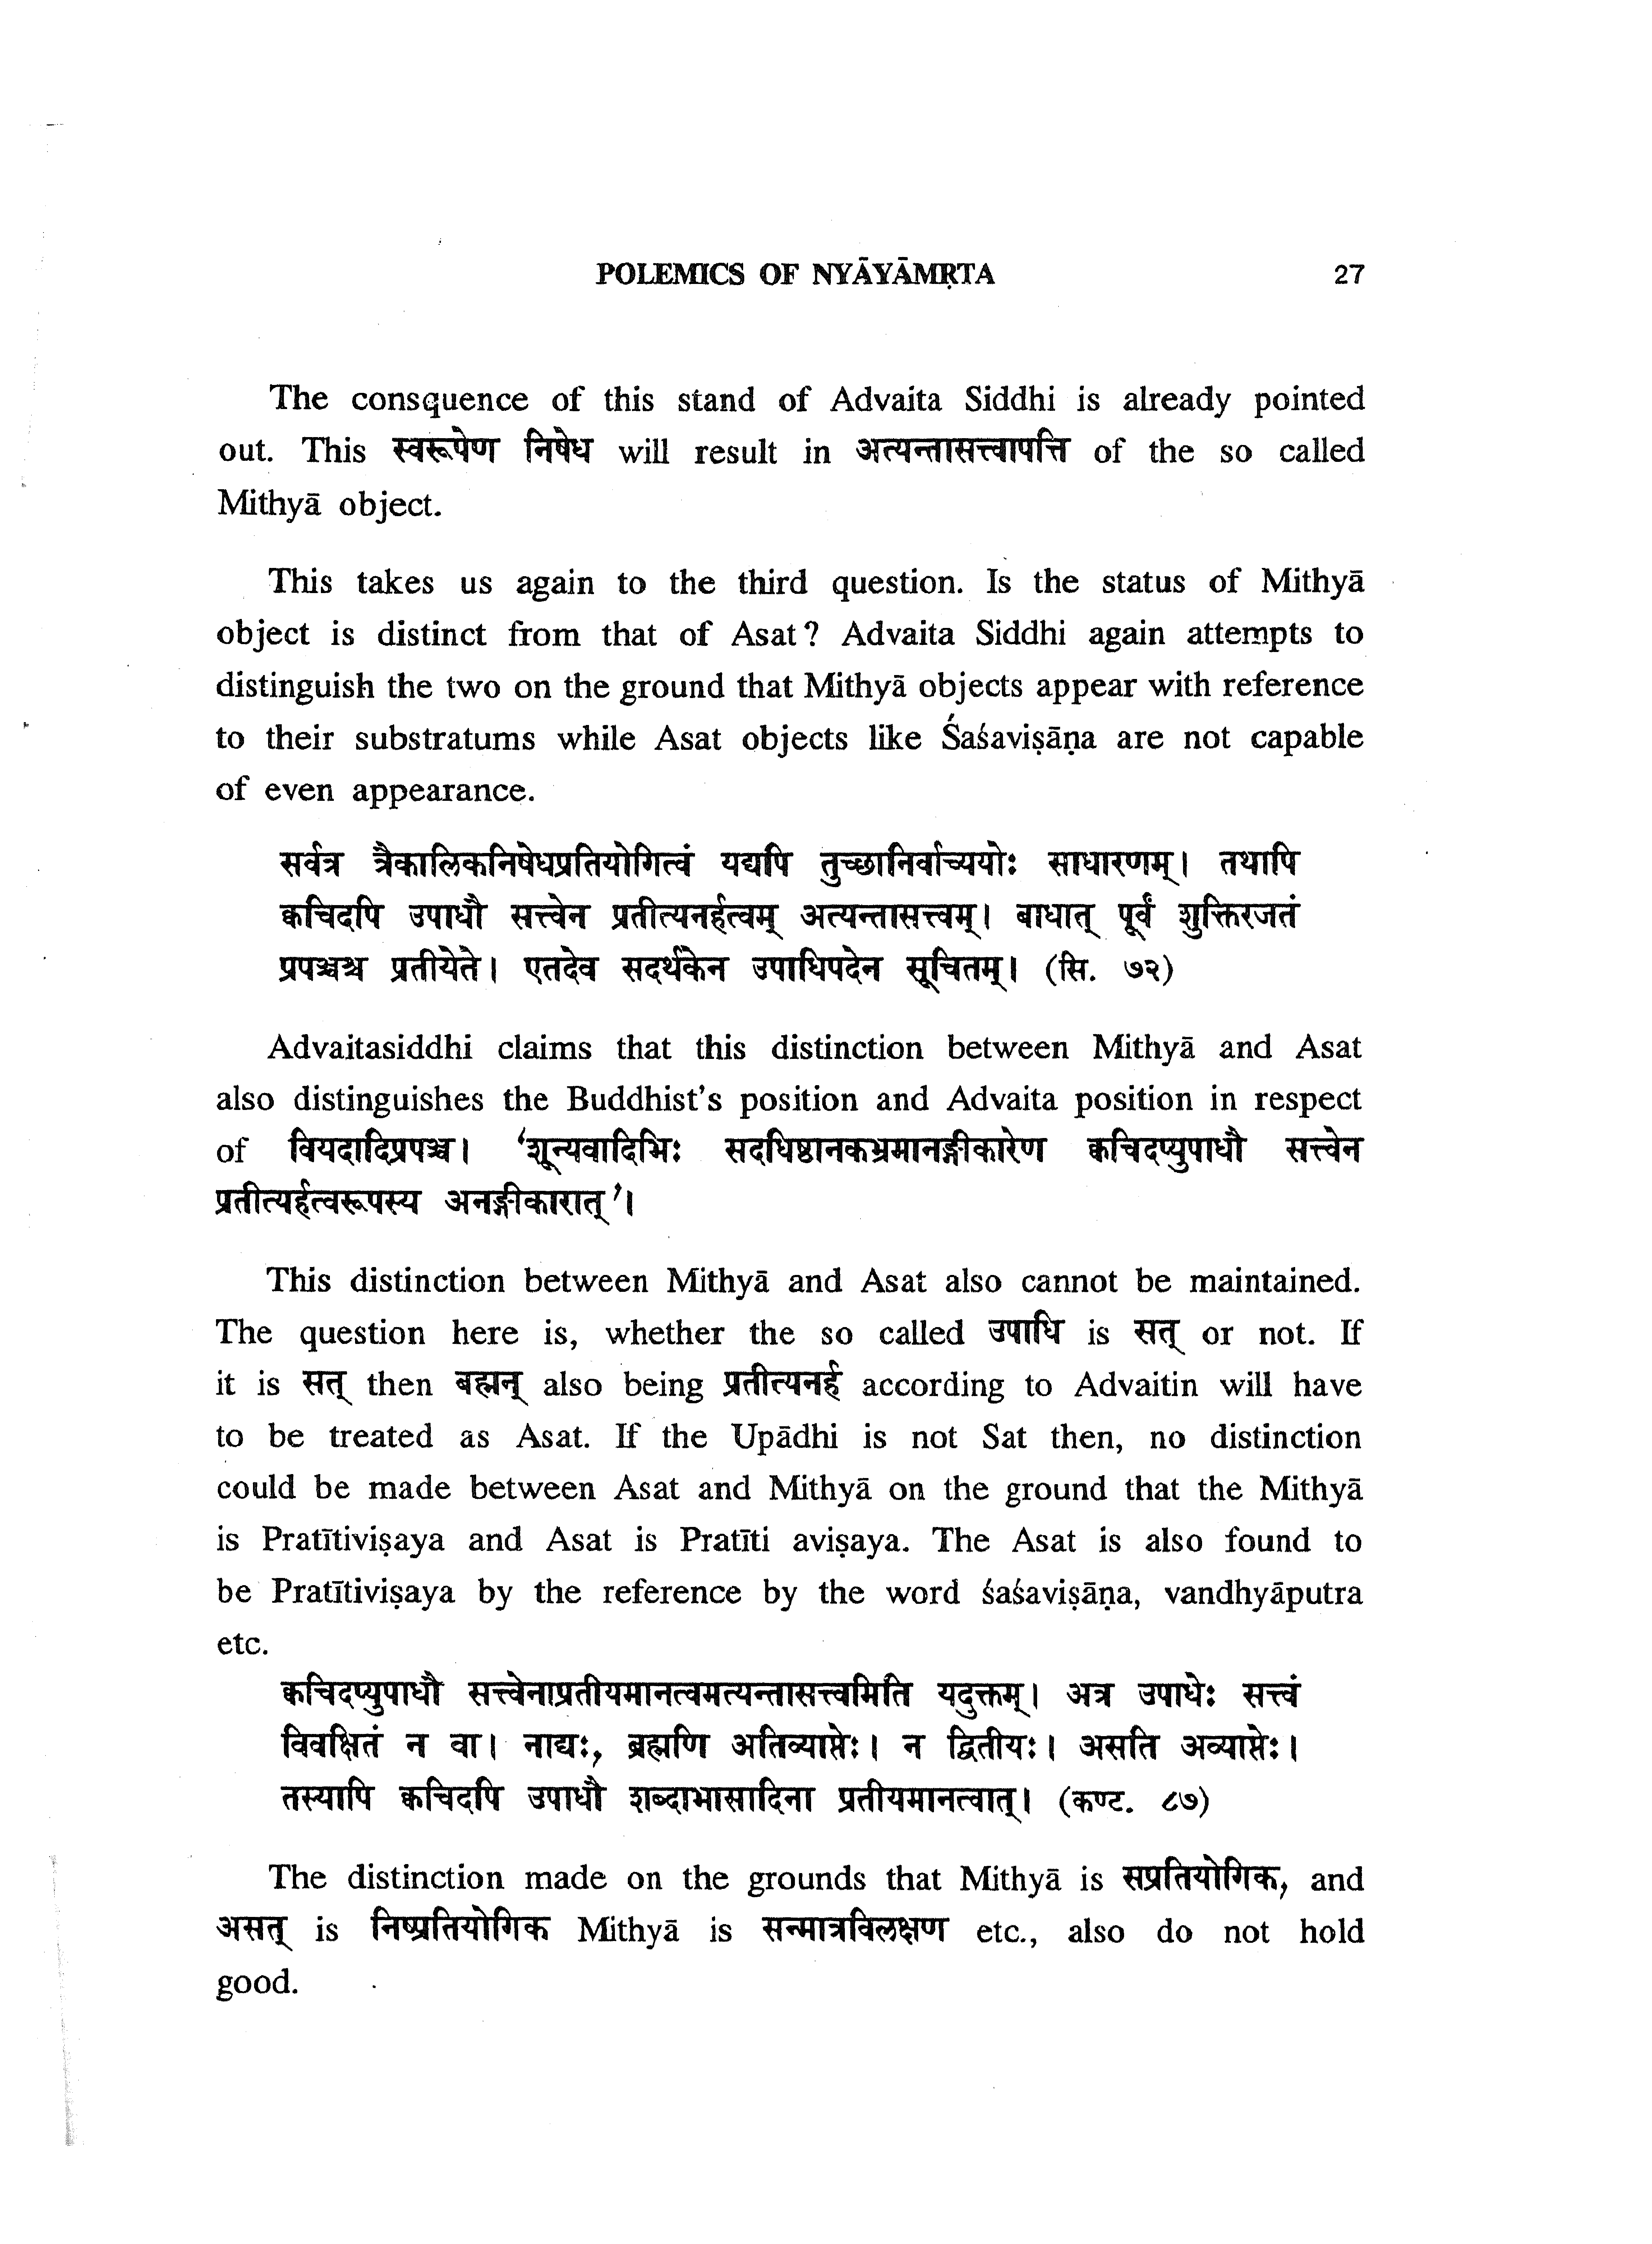 POLEMICS OF NYĀYĀMṚTA 27
The consquence of this stand of Advaita Siddhi is already pointed
out. This स्वरूपेण निषेध will result in अत्यन्तासत्त्वापत्ति of the so called
Mithyā object.
This takes us again to the third question. Is the status of Mithyā
object is distinct from that of Asat? Advaita Siddhi again attempts to
distinguish the two on the ground that Mithyā objects appear with reference
to their substratums while Asat objects like Śaśaviṣāṇa are not capable
of even appearance.
सर्वत्र त्रैकालिकनिषेधप्रतियोगित्वं यद्यपि तुच्छानिर्वाच्ययोः साधारणम्। तथापि
क्वचिदपि उपाधौ सत्त्वेन प्रतीत्यनर्हत्वम् अत्यन्तासत्त्वम्। बाधात् पूर्वं शुक्तिरजतं
प्रपञ्चश्च प्रतीयेते। एतदेव सदर्थकेन उपाधिपदेन सूचितम्। (सि. ७२)
Advaitasiddhi claims that this distinction between Mithyā and Asat
also distinguishes the Buddhist's position and Advaita position in respect
of वियदादिप्रपञ्च। 'शून्यवादिभिः सदधिष्ठानकभ्रमानङ्गीकारेण क्वचिदप्युपाधौ सत्त्वेन
प्रतीत्यर्हत्वरूपस्य अनङ्गीकारात्'।
This distinction between Mithyā and Asat also cannot be maintained.
The question here is, whether the so called उपाधि is सत् or not. If
it is सत् then बह्मन् also being प्रतीत्यनर्ह according to Advaitin will have
to be treated as Asat. If the Upādhi is not Sat then, no distinction
could be made between Asat and Mithyā on the ground that the Mithyā
is Pratītiviṣaya and Asat is Pratīti aviṣaya. The Asat is also found to
be Pratītiviṣaya by the reference by the word śaśaviṣāṇa, vandhyāputra
etc.
क्वचिदप्युपाधौ सत्त्वेनाप्रतीयमानत्वमत्यन्तासत्त्वमिति यदुक्तम्। अत्र उपाधेः सत्त्वं
विवक्षितं न वा। नाद्यः, ब्रह्मणि अतिव्याप्तेः। न द्वितीयः। असति अव्याप्तेः।
तस्यापि क्वचिदपि उपाधौ शब्दाभासादिना प्रतीयमानत्वात्। (कण्ट. ८७)
The distinction made on the grounds that Mithyā is सप्रतियोगिक, and
असत् is निष्प्रतियोगिक Mithyā is सन्मात्रविलक्षण etc., also do not hold
good.